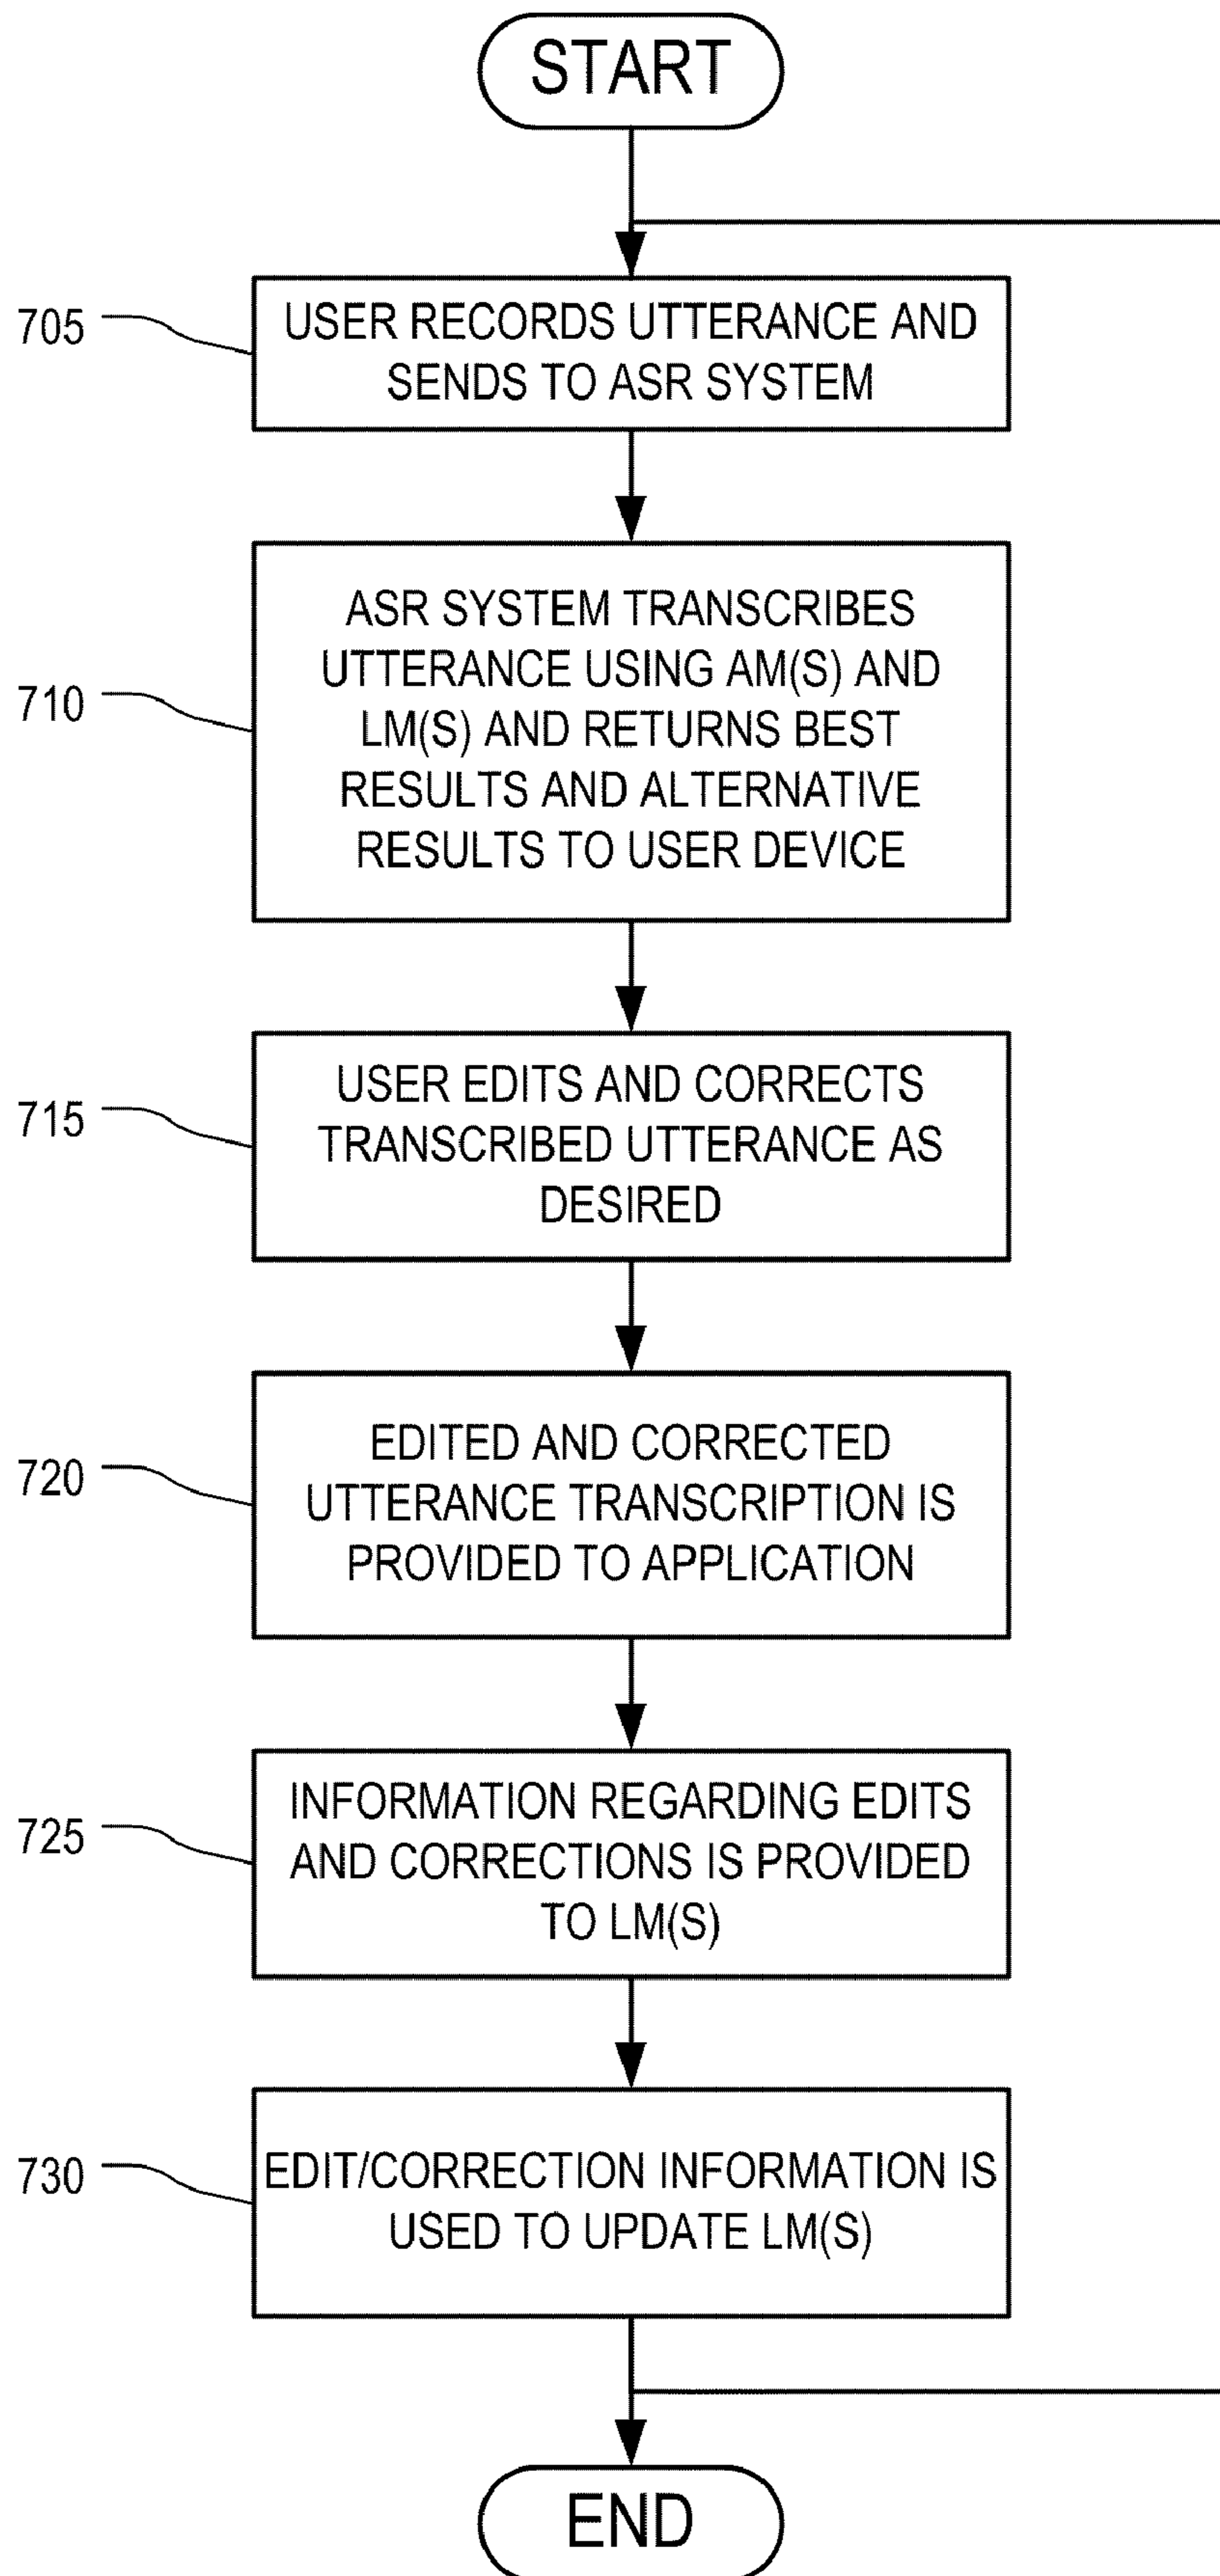 START
705
USER RECORDS UTTERANCE AND
SENDS TO ASR SYSTEM
710
ASR SYSTEM TRANSCRIBES
UTTERANCE USING AM(S) AND
LM(S) AND RETURNS BEST
RESULTS AND ALTERNATIVE
RESULTS TO USER DEVICE
715
USER EDITS AND CORRECTS
TRANSCRIBED UTTERANCE AS
DESIRED
720
EDITED AND CORRECTED
UTTERANCE TRANSCRIPTION IS
PROVIDED TO APPLICATION
725
INFORMATION REGARDING EDITS
AND CORRECTIONS IS PROVIDED
TO LM(S)
730
EDIT/CORRECTION INFORMATION IS
USED TO UPDATE LM(S)
END